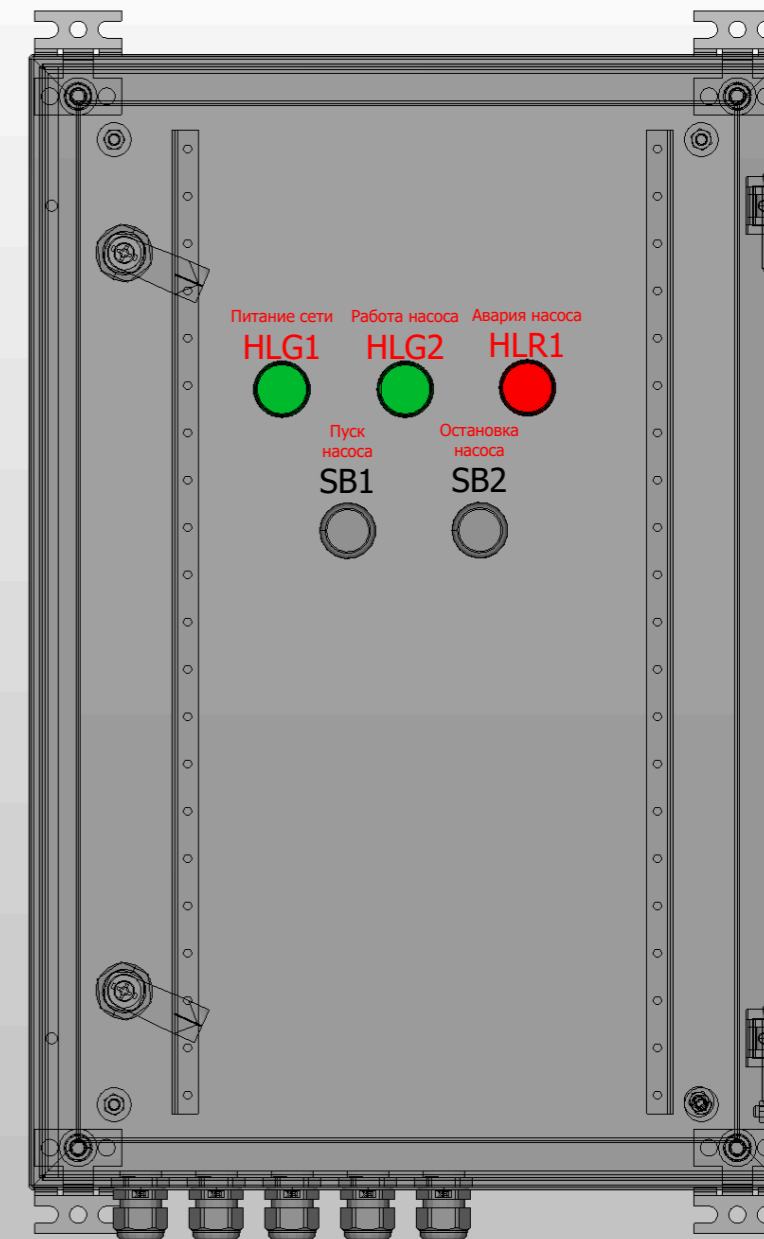 Питание сети
Работа насоса
Авария насоса
HLG1
HLG2
HLR1
Пуск
насоса
Остановка
насоса
SB1
SB2